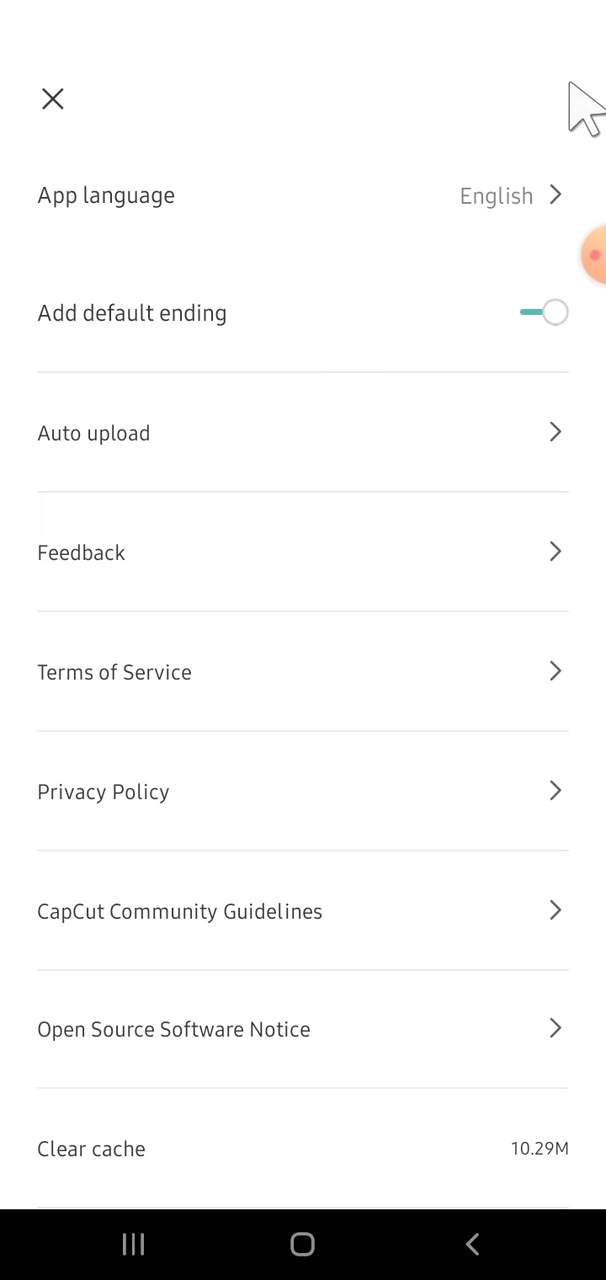 App language
English
Add default ending
Auto upload
Feedback
Terms of Service
Privacy Policy
CapCut Community Guidelines
Open Source Software Notice
Clear cache
10.29M